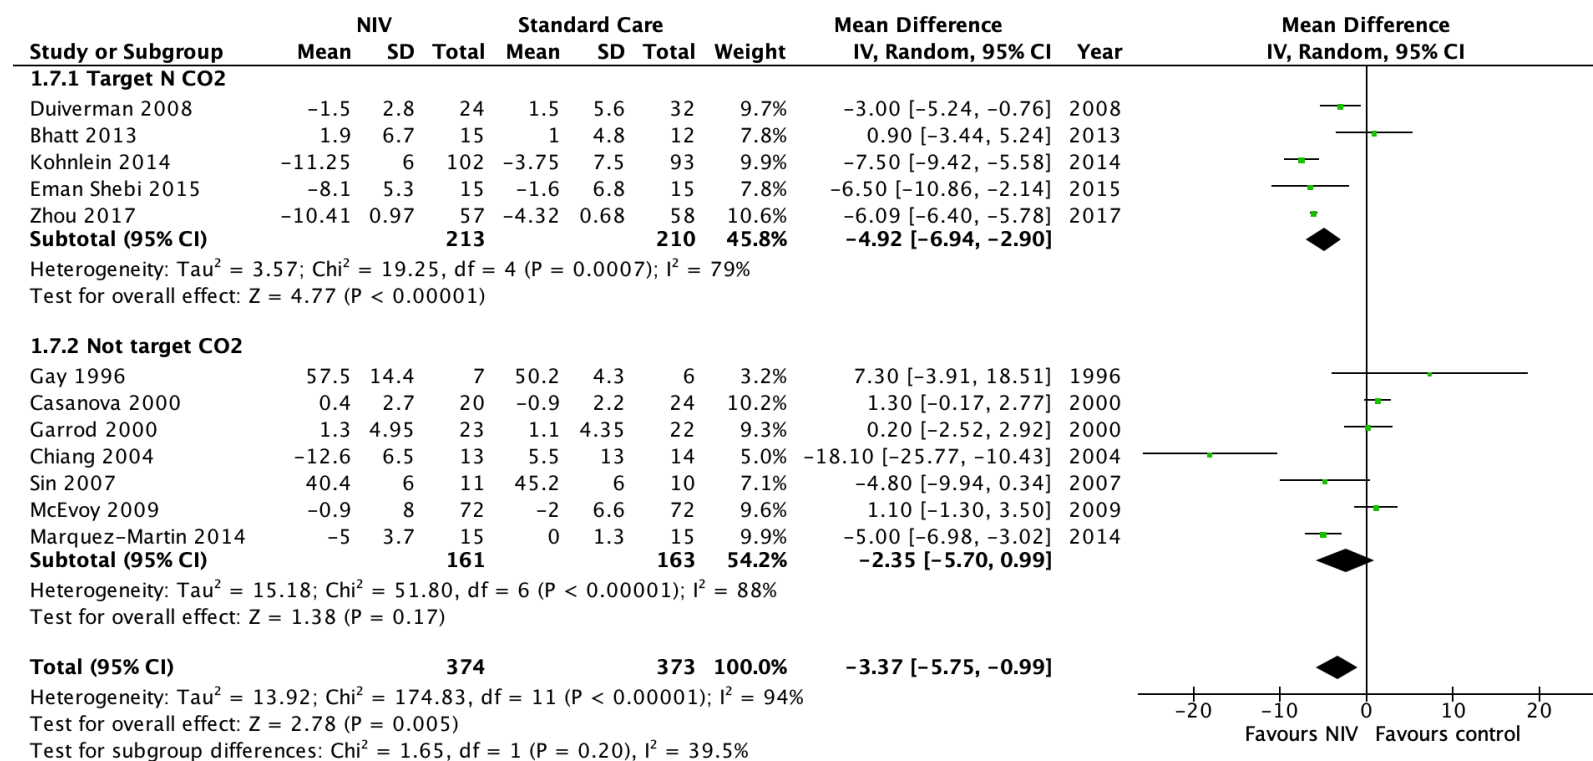 NIV Standard Care Mean Difference Mean Difference
Study or Subgroup Mean SD Total Mean SD Total Weight IV, Random, 95% CI Year IV, Random, 95% CI
1.7.1 Target N CO2
Duiverman 2008 −1.5 2.8 24 1.5 5.6 32 9.7% −3.00 [−5.24, −0.76] 2008
Bhatt 2013 1.9 6.7 15 1 4.8 12 7.8% 0.90 [−3.44, 5.24] 2013
Kohnlein 2014 −11.25 6 102 −3.75 7.5 93 9.9% −7.50 [−9.42, −5.58] 2014
Eman Shebi 2015 −8.1 5.3 15 −1.6 6.8 15 7.8% −6.50 [−10.86, −2.14] 2015
Zhou 2017 −10.41 0.97 57 −4.32 0.68 58 10.6% −6.09 [−6.40, −5.78] 2017
Subtotal (95% CI) 213 210 45.8% −4.92 [−6.94, −2.90]
Heterogeneity: Tau² = 3.57; Chi² = 19.25, df = 4 (P = 0.0007); I² = 79%
Test for overall effect: Z = 4.77 (P < 0.00001)
1.7.2 Not target CO2
Gay 1996 57.5 14.4 7 50.2 4.3 6 3.2% 7.30 [−3.91, 18.51] 1996
Casanova 2000 0.4 2.7 20 −0.9 2.2 24 10.2% 1.30 [−0.17, 2.77] 2000
Garrod 2000 1.3 4.95 23 1.1 4.35 22 9.3% 0.20 [−2.52, 2.92] 2000
Chiang 2004 −12.6 6.5 13 5.5 13 14 5.0% −18.10 [−25.77, −10.43] 2004
Sin 2007 40.4 6 11 45.2 6 10 7.1% −4.80 [−9.94, 0.34] 2007
McEvoy 2009 −0.9 8 72 −2 6.6 72 9.9% 1.10 [−1.30, 3.50] 2009
Marquez-Martin 2014 −5 3.7 15 0 1.3 15 9.9% −5.00 [−6.98, −3.02] 2014
Subtotal (95% CI) 161 163 54.2% −2.35 [−5.70, 0.99]
Heterogeneity: Tau² = 15.18; Chi² = 51.80, df = 6 (P < 0.00001); I² = 88%
Test for overall effect: Z = 1.38 (P = 0.17)
Total (95% CI) 374 373 100.0% −3.37 [−5.75, −0.99]
Heterogeneity: Tau² = 13.92; Chi² = 174.83, df = 11 (P < 0.00001); I² = 94%
Test for overall effect: Z = 2.78 (P = 0.005)
Test for subgroup differences: Chi² = 1.65, df = 1 (P = 0.20), I² = 39.5%
−20 −10 0 10 20
Favours NIV Favours control